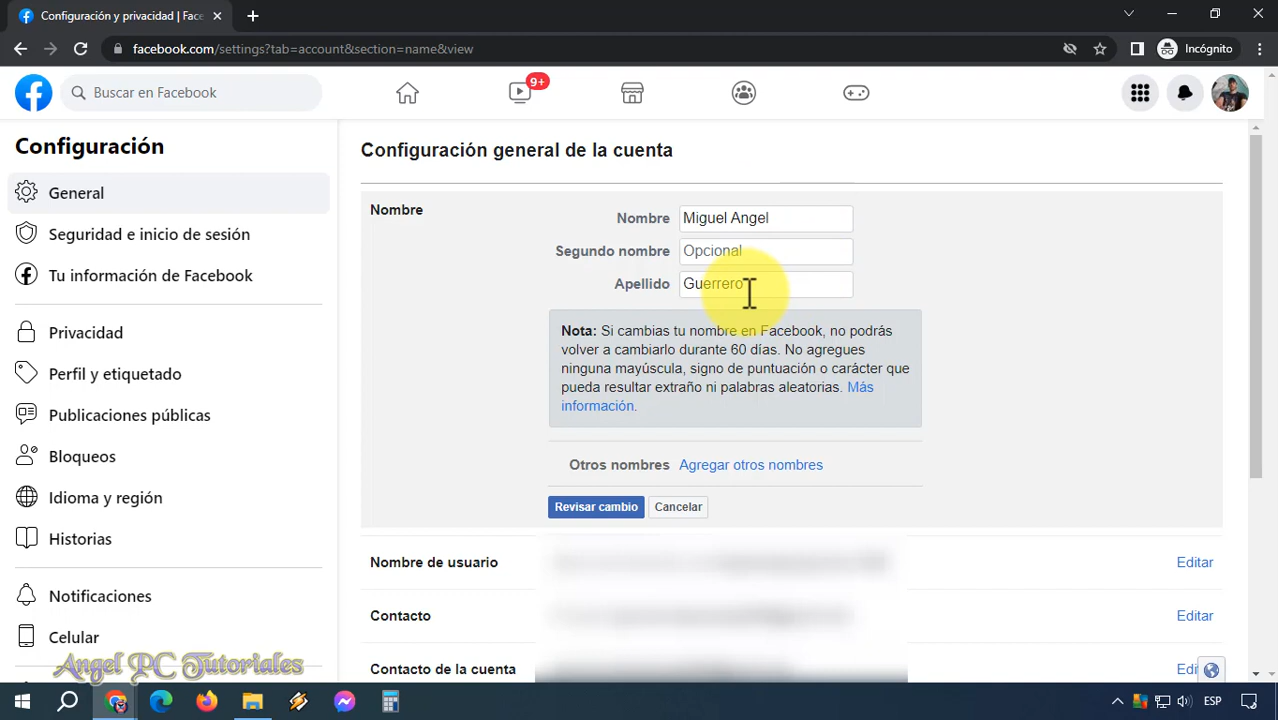 Configuración y privacidad | Face
facebook.com/settings?tab=account&section=name&view
Incógnito
Buscar en Facebook
9+
Configuración
General
Seguridad e inicio de sesión
Tu información de Facebook
Privacidad
Perfil y etiquetado
Publicaciones públicas
Bloqueos
Idioma y región
Historias
Notificaciones
Celular
Configuración general de la cuenta
Nombre
Nombre Miguel Angel
Segundo nombre Opcional
Apellido Guerrero
Nota: Si cambias tu nombre en Facebook, no podrás
volver a cambiarlo durante 60 días. No agregues
ninguna mayúscula, signo de puntuación o carácter que
pueda resultar extraño ni palabras aleatorias. Más
información.
Otros nombres Agregar otros nombres
Revisar cambio Cancelar
Nombre de usuario Editar
Contacto Editar
Contacto de la cuenta
Angel PC Tutoriales
ESP